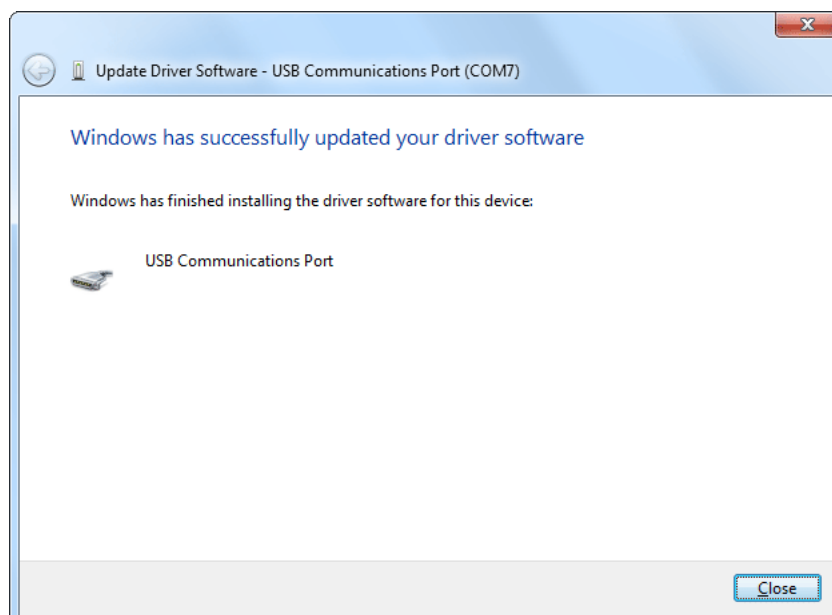 Update Driver Software - USB Communications Port (COM7)
Windows has successfully updated your driver software
Windows has finished installing the driver software for this device:
USB Communications Port
Close